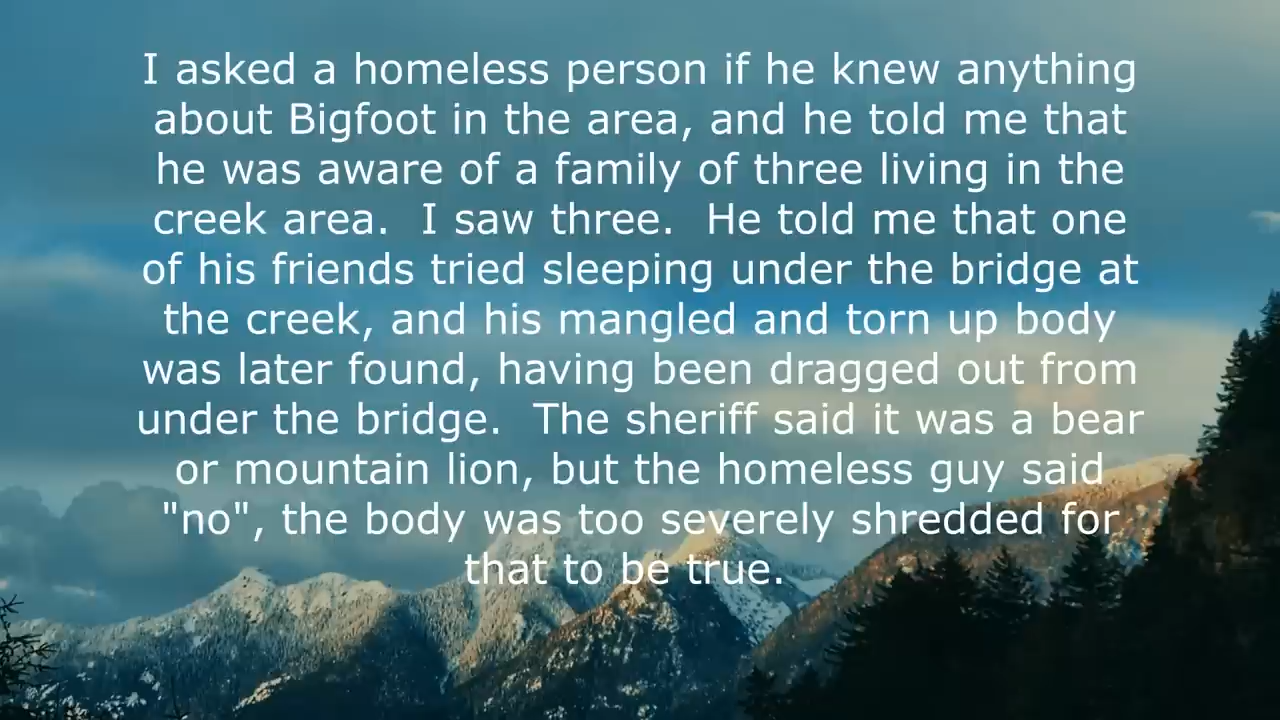 I asked a homeless person if he knew anything
about Bigfoot in the area, and he told me that
he was aware of a family of three living in the
creek area.  I saw three.  He told me that one
of his friends tried sleeping under the bridge at
the creek, and his mangled and torn up body
was later found, having been dragged out from
under the bridge.  The sheriff said it was a bear
or mountain lion, but the homeless guy said
"no", the body was too severely shredded for
that to be true.